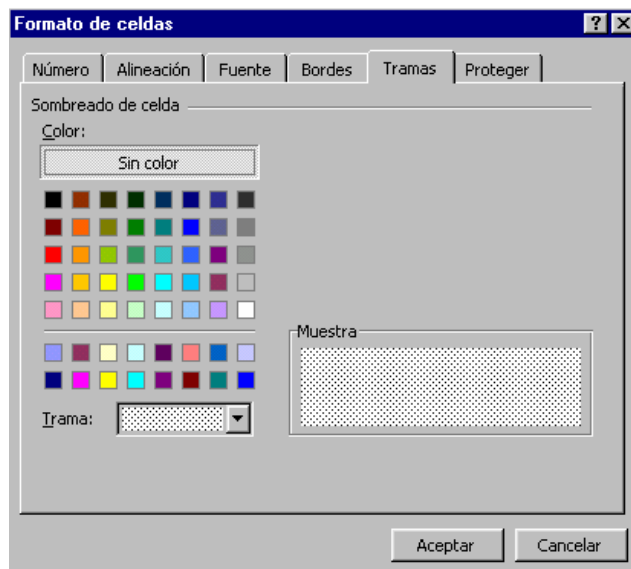 Formato de celdas
Número Alineación Fuente Bordes Tramas Proteger
Sombreado de celda
Color:
Sin color
Muestra
Trama:
Aceptar Cancelar